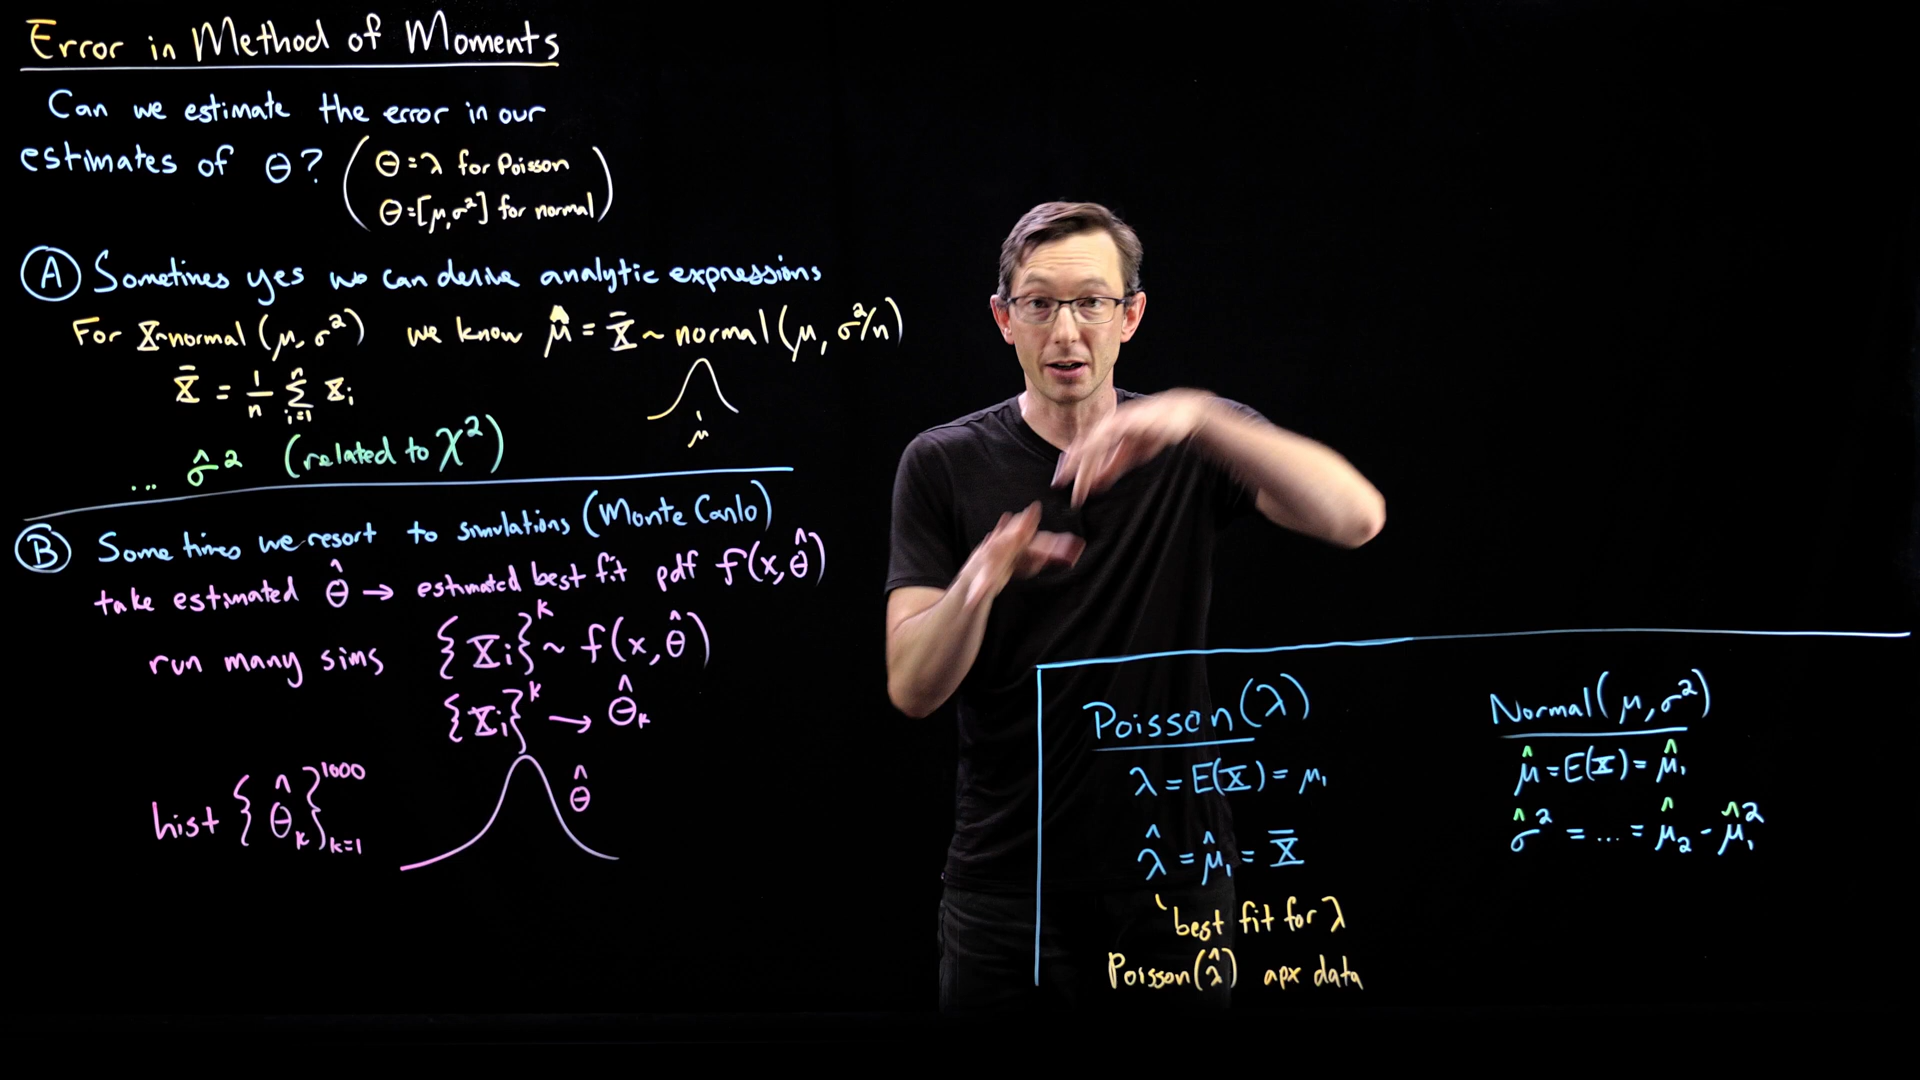 Error in Method of Moments
Can we estimate the error in our
estimates of θ? (θ=λ for Poisson
θ=[μ,σ²] for normal)
Ⓐ Sometimes yes we can derive analytic expressions
For X~normal(μ, σ²) we know μ̂ = X̄ ~ normal(μ, σ²/n)
X̄ = 1/n Σⁿᵢ₌₁ Xᵢ
μ
... σ̂² (related to χ²)
Ⓑ Sometimes we resort to simulations (Monte Carlo)
take estimated θ̂ → estimated best fit pdf f(x,θ̂)
run many sims {Xᵢ}ᵏ ~ f(x,θ̂)
{Xᵢ}ᵏ → θ̂ₖ
hist {θ̂ₖ}¹⁰⁰⁰ₖ₌₁ θ̂
Poisson(λ)
λ = E(X) = μ₁
λ̂ = μ̂₁ = X̄
best fit for λ
Poisson(λ̂) apx data
Normal(μ,σ²)
μ̂ = E(X) = μ̂₁
σ̂² = ... = μ̂₂ - μ̂₁²